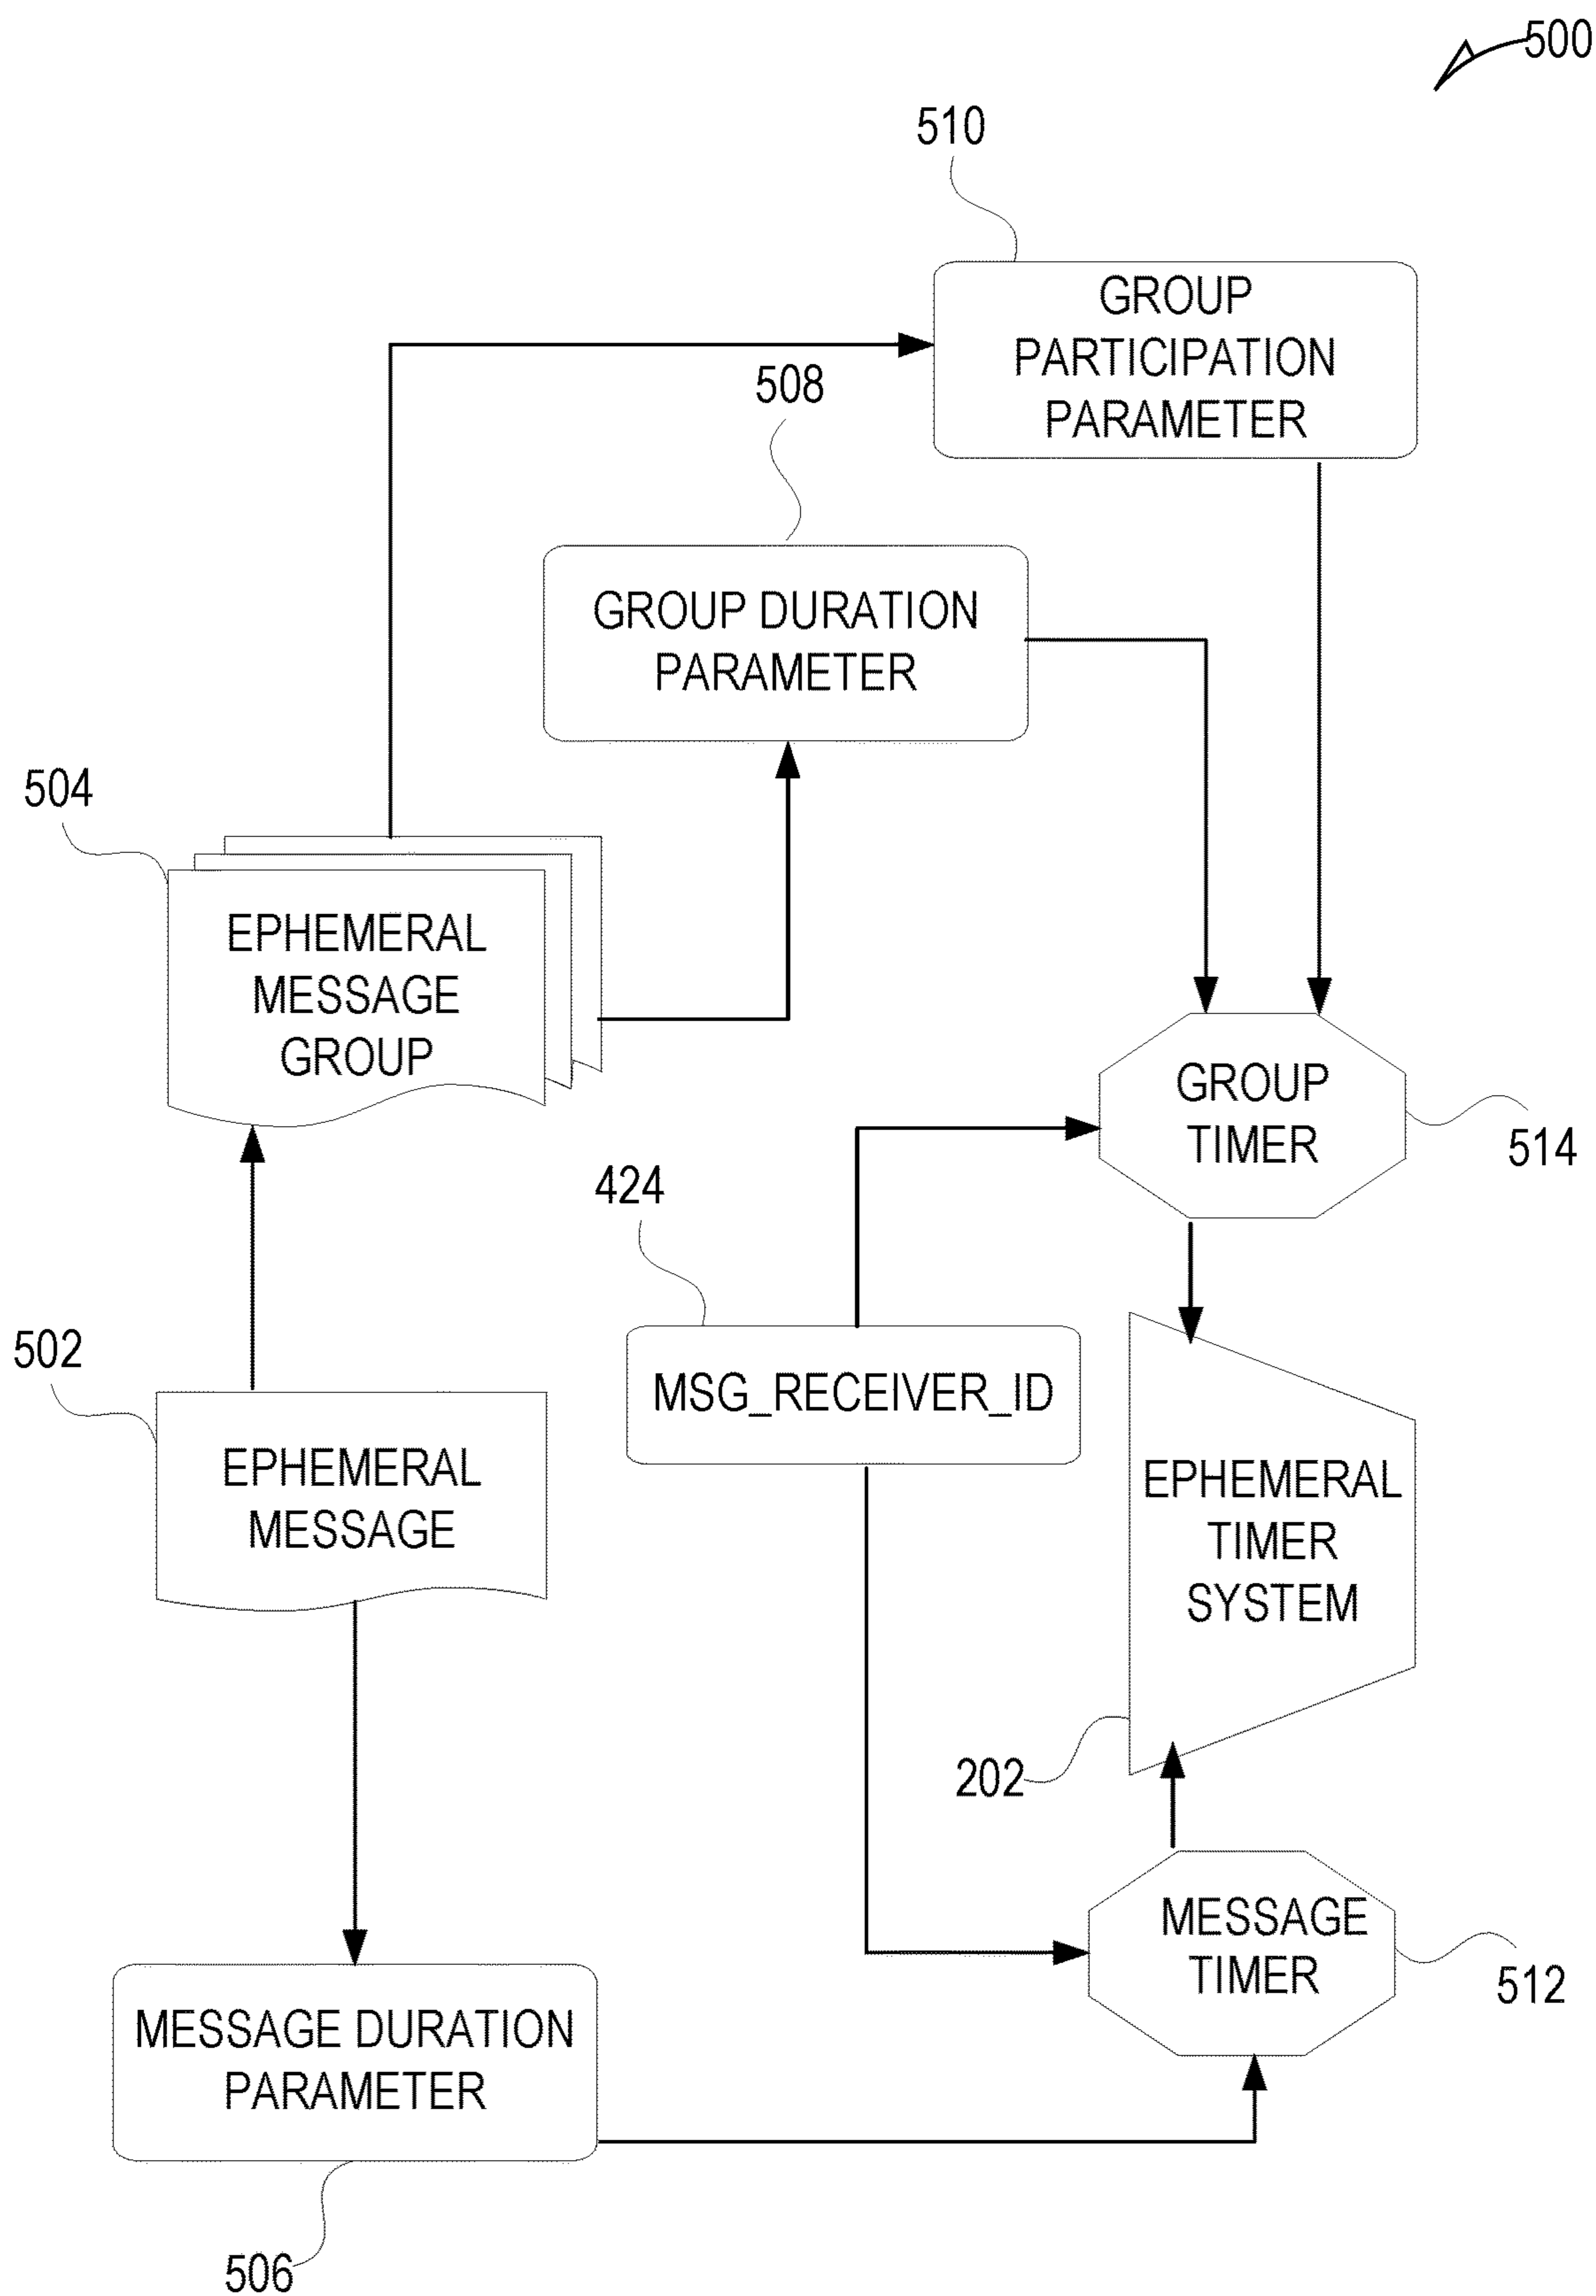 500
510
GROUP
PARTICIPATION
PARAMETER
508
GROUP DURATION
PARAMETER
504
EPHEMERAL
MESSAGE
GROUP
GROUP
TIMER
514
424
MSG_RECEIVER_ID
502
EPHEMERAL
MESSAGE
EPHEMERAL
TIMER
SYSTEM
202
MESSAGE
TIMER
512
MESSAGE DURATION
PARAMETER
506